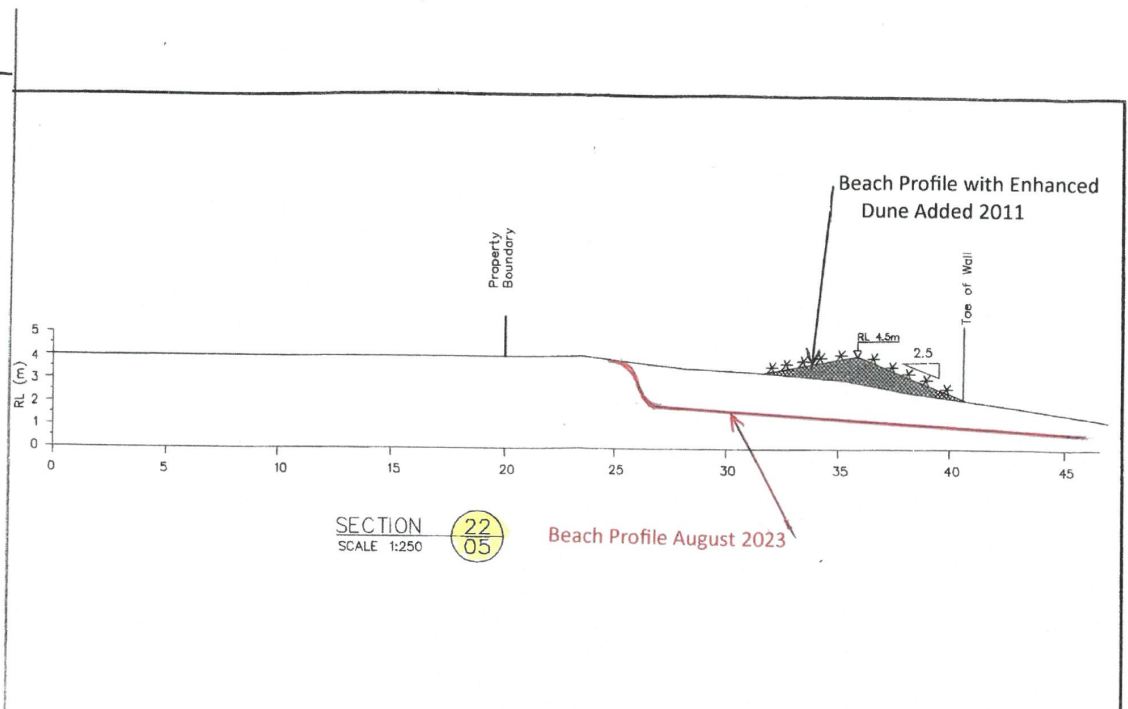 Beach Profile with Enhanced
Dune Added 2011
Property
Boundary
Toe of Wall
RL 4.5m
2.5
RL (m)
5
4
3
2
1
0
0 5 10 15 20 25 30 35 40 45
SECTION 22
SCALE 1:250 05
Beach Profile August 2023